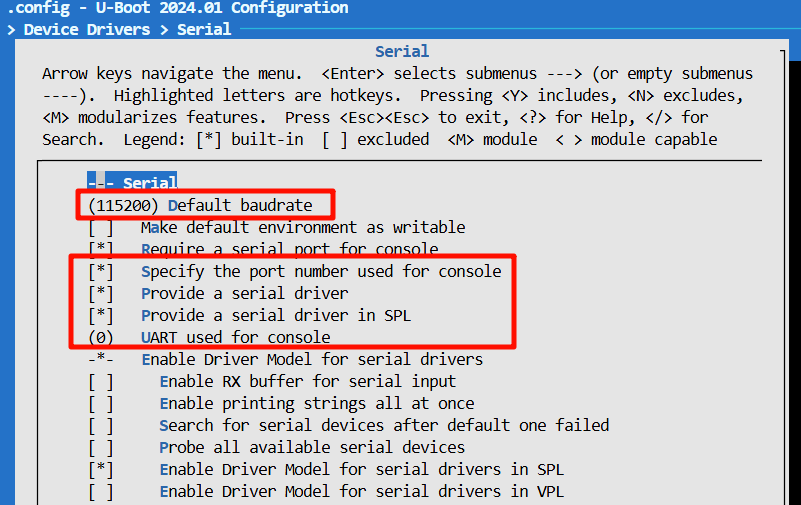 .config - U-Boot 2024.01 Configuration
> Device Drivers > Serial
Serial
Arrow keys navigate the menu.  <Enter> selects submenus ---> (or empty submenus
----).  Highlighted letters are hotkeys.  Pressing <Y> includes, <N> excludes,
<M> modularizes features.  Press <Esc><Esc> to exit, <?> for Help, </> for
Search.  Legend: [*] built-in  [ ] excluded  <M> module  < > module capable
--- Serial
(115200) Default baudrate
[ ]   Make default environment as writable
[*]   Require a serial port for console
[*]   Specify the port number used for console
[*]   Provide a serial driver
[*]   Provide a serial driver in SPL
(0)   UART used for console
-*-   Enable Driver Model for serial drivers
[ ]     Enable RX buffer for serial input
[ ]     Enable printing strings all at once
[ ]     Search for serial devices after default one failed
[ ]     Probe all available serial devices
[*]     Enable Driver Model for serial drivers in SPL
[ ]     Enable Driver Model for serial drivers in VPL